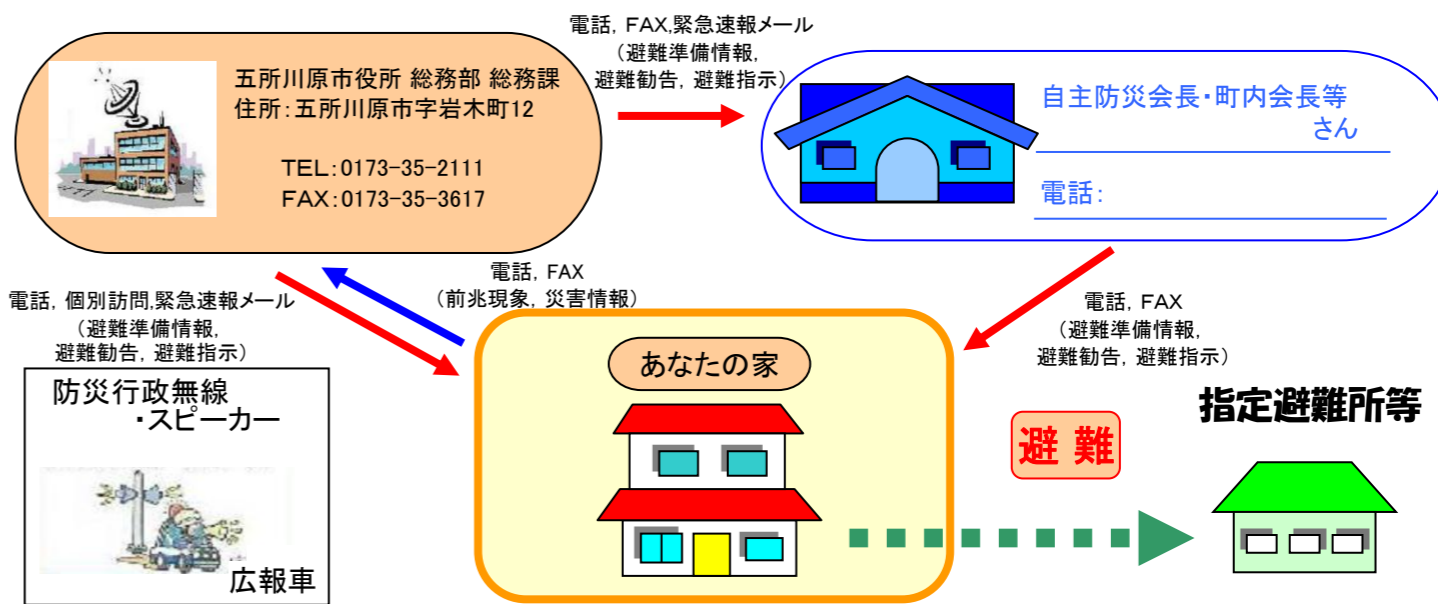 電話, FAX,緊急速報メール
（避難準備情報,
避難勧告, 避難指示）
五所川原市役所 総務部 総務課
住所:五所川原市字岩木町12
TEL:0173-35-2111
FAX:0173-35-3617
自主防災会長・町内会長等
さん
電話:
電話, 個別訪問,緊急速報メール
（避難準備情報,
避難勧告, 避難指示）
電話, FAX
（前兆現象, 災害情報）
電話, FAX
（避難準備情報,
避難勧告, 避難指示）
防災行政無線
・スピーカー
広報車
あなたの家
避 難
指定避難所等